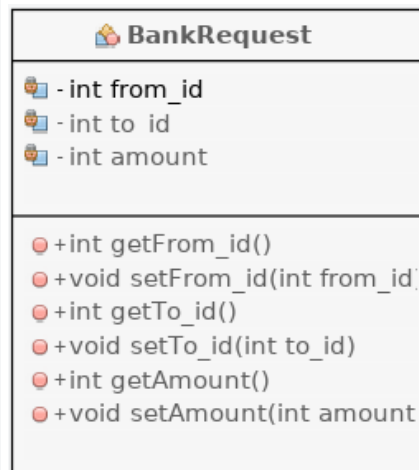 BankRequest
- int from_id
- int to_id
- int amount
+int getFrom_id()
+void setFrom_id(int from_id)
+int getTo_id()
+void setTo_id(int to_id)
+int getAmount()
+void setAmount(int amount